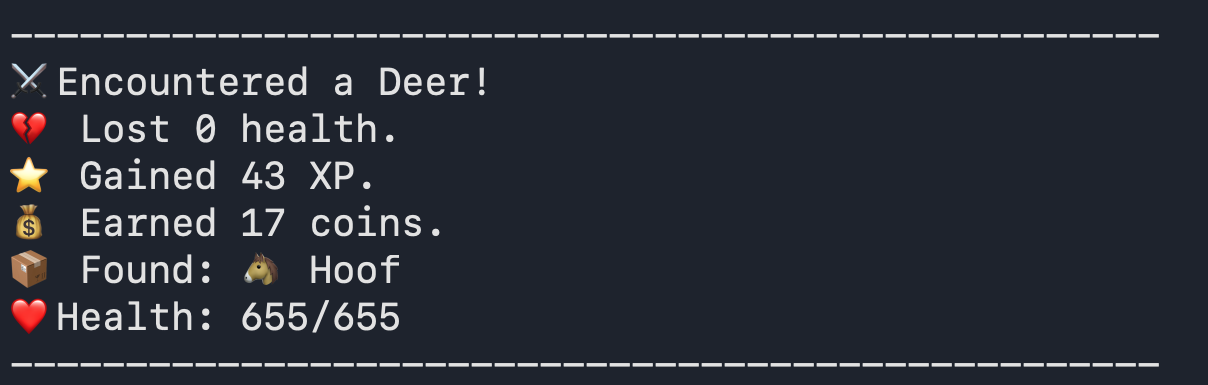 --------------------------------------------------
⚔️Encountered a Deer!
💔 Lost 0 health.
⭐ Gained 43 XP.
💰 Earned 17 coins.
📦 Found: 🐴 Hoof
❤️Health: 655/655
--------------------------------------------------